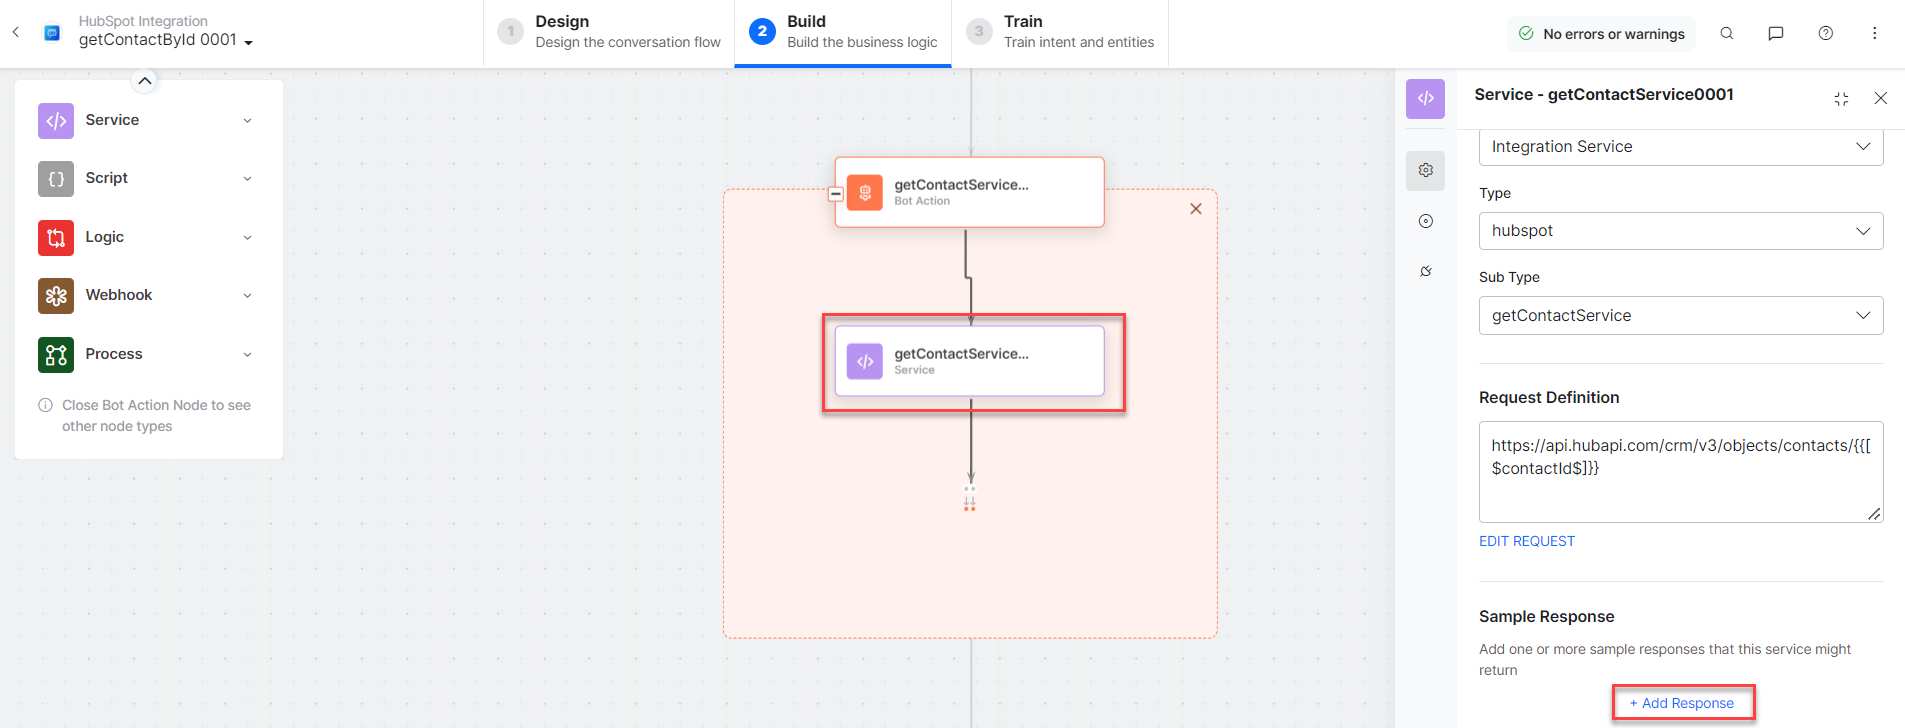 HubSpot Integration
getContactById 0001
1
Design
Design the conversation flow
2
Build
Build the business logic
3
Train
Train intent and entities
No errors or warnings
Service
Script
Logic
Webhook
Process
Close Bot Action Node to see
other node types
getContactService...
Bot Action
getContactService...
Service
Service - getContactService0001
Integration Service
Type
hubspot
Sub Type
getContactService
Request Definition
https://api.hubapi.com/crm/v3/objects/contacts/{{[
$contactId$]}}
EDIT REQUEST
Sample Response
Add one or more sample responses that this service might
return
+ Add Response